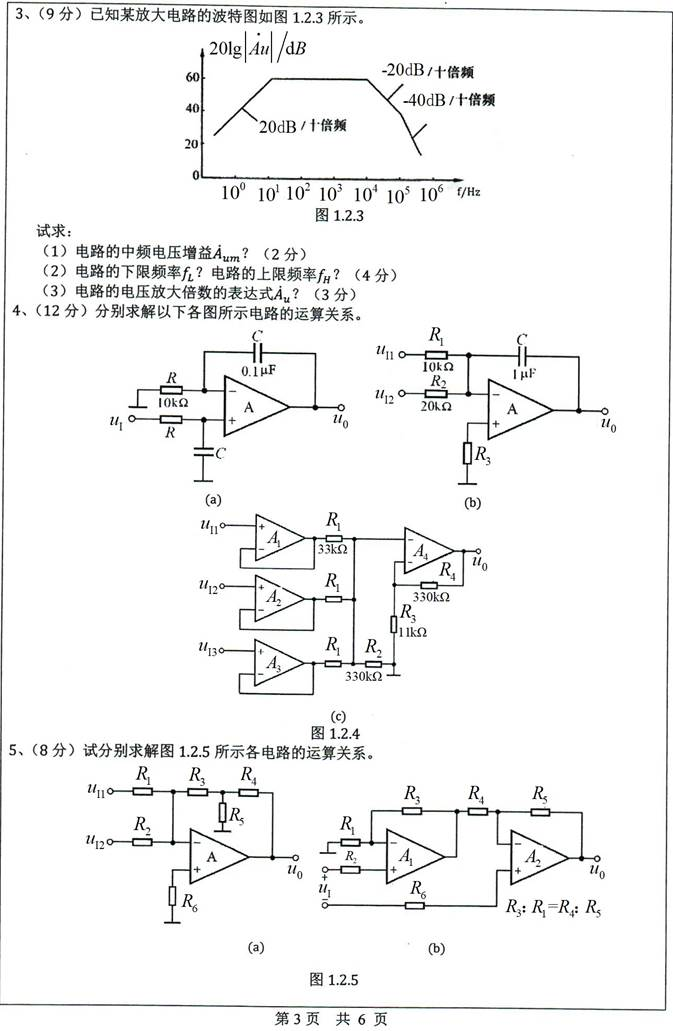 3、（9 分）已知某放大电路的波特图如图 1.2.3 所示。
20lg|Ȧu|/dB
60
40
20
0
-20dB/十倍频
-40dB/十倍频
20dB/十倍频
10⁰ 10¹ 10² 10³ 10⁴ 10⁵ 10⁶ f/Hz
图 1.2.3
试求：
（1）电路的中频电压增益Ȧum？（2 分）
（2）电路的下限频率fL？电路的上限频率fH？（4 分）
（3）电路的电压放大倍数的表达式Ȧu？（3 分）
4、（12 分）分别求解以下各图所示电路的运算关系。
C
0.1μF
R
10kΩ
A
uI
R
C
u0
(a)
R1
uI1
10kΩ
C
1μF
R2
uI2
20kΩ
A
R3
u0
(b)
uI1
A1
R1
33kΩ
uI2
A2
R1
uI3
A3
R1
R2
330kΩ
A4
u0
R4
330kΩ
R3
11kΩ
(c)
图 1.2.4
5、（8 分）试分别求解图 1.2.5 所示各电路的运算关系。
R1
R3
R4
uI1
R5
R2
uI2
A
u0
R6
(a)
R3
R4
R5
R1
R2
A1
A2
u0
uI
R6
R3：R1=R4：R5
(b)
图 1.2.5
第 3 页 共 6 页